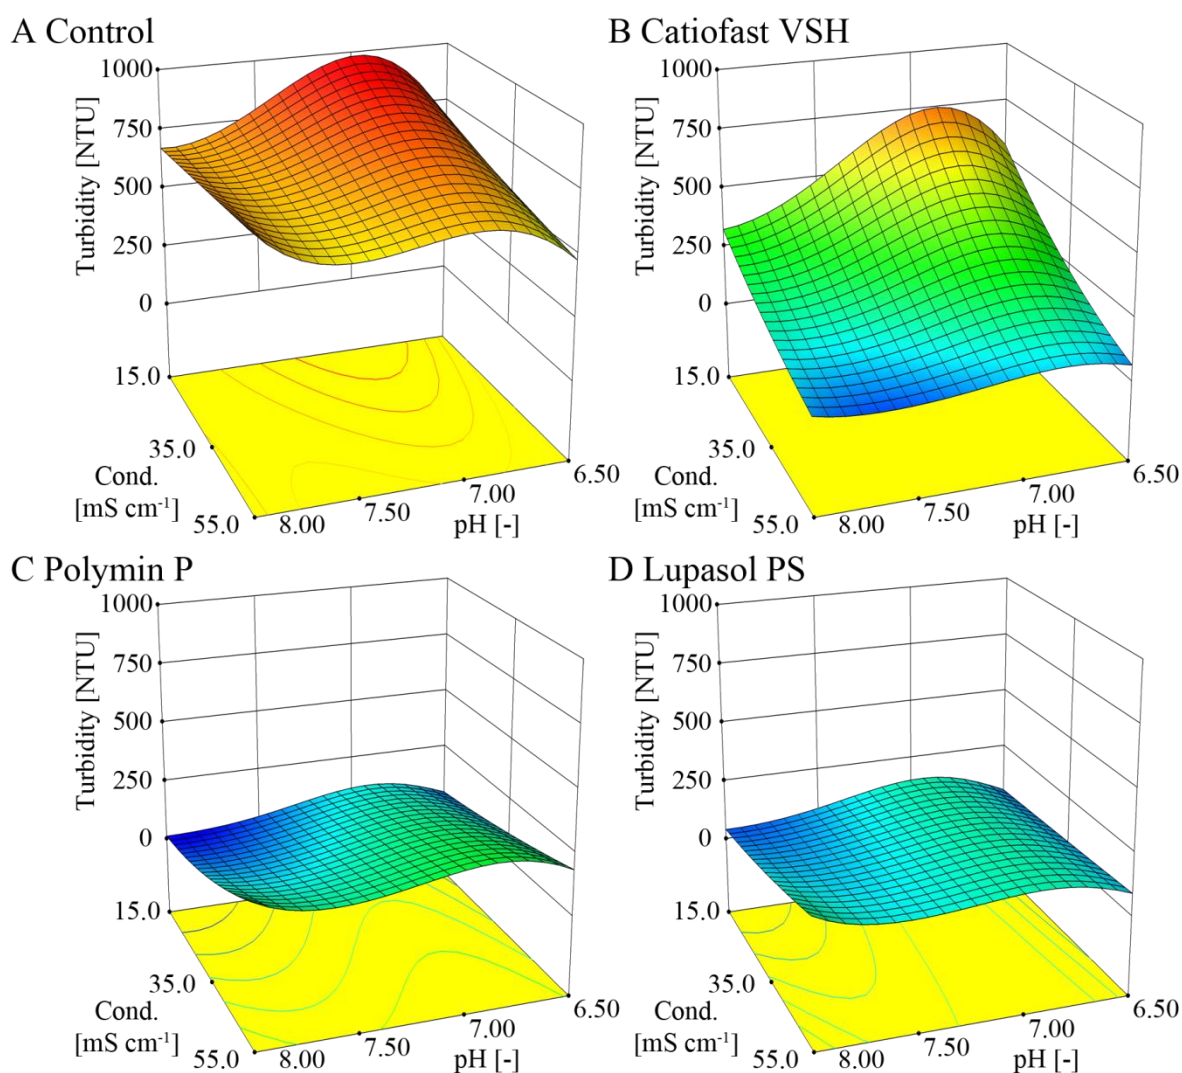 A Control
1000
750
500
250
0
15.0
35.0
55.0
Turbidity [NTU]
Cond.
[mS cm⁻¹]
8.00
7.50
7.00
6.50
pH [-]
B Catiofast VSH
1000
750
500
250
0
15.0
35.0
55.0
Turbidity [NTU]
Cond.
[mS cm⁻¹]
8.00
7.50
7.00
6.50
pH [-]
C Polymin P
1000
750
500
250
0
15.0
35.0
55.0
Turbidity [NTU]
Cond.
[mS cm⁻¹]
8.00
7.50
7.00
6.50
pH [-]
D Lupasol PS
1000
750
500
250
0
15.0
35.0
55.0
Turbidity [NTU]
Cond.
[mS cm⁻¹]
8.00
7.50
7.00
6.50
pH [-]